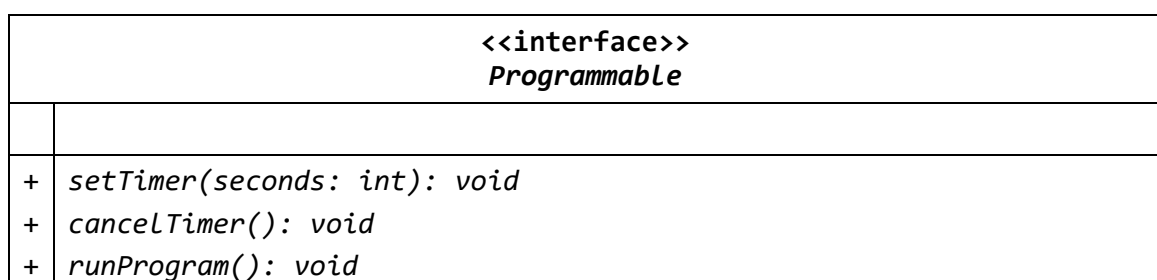 <<interface>>
Programmable
+ setTimer(seconds: int): void
+ cancelTimer(): void
+ runProgram(): void